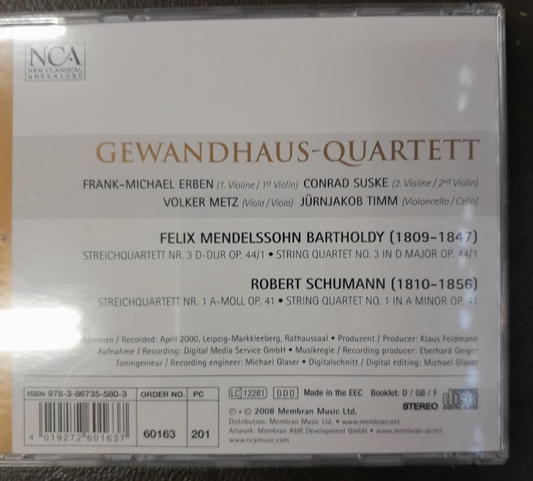 NCA
NEW CLASSICAL
ADVENTURE
GEWANDHAUS-QUARTETT
FRANK-MICHAEL ERBEN (1. Violine / 1st Violin) CONRAD SUSKE (2. Violine / 2nd Violin)
VOLKER METZ (Viola / Viola) JÜRNJAKOB TIMM (Violoncello / Cello)
FELIX MENDELSSOHN BARTHOLDY (1809-1847)
STREICHQUARTETT NR. 3 D-DUR OP. 44/1 • STRING QUARTET NO. 3 IN D MAJOR OP. 44/1
ROBERT SCHUMANN (1810-1856)
STREICHQUARTETT NR. 1 A-MOLL OP. 41 • STRING QUARTET NO. 1 IN A MINOR OP. 41
/ Recorded: April 2000, Leipzig-Markkleeberg, Rathaussaal • Produzent / Producer: Klaus Feldmann
Aufnahme / Recording: Digital Media Service GmbH • Musikregie / Recording producer: Eberhard Geiger
Toningenieur / Recording engineer: Michael Glaser • Digitalschnitt / Digital editing: Michael Glaser
ISBN 978-3-86735-580-3
4 019272 601637
ORDER NO.
60163
PC
201
LC 12281 DDD Made in the EEC Booklet: D / GB / F
STEREO
℗ + © 2008 Membran Music Ltd.
Distribution: Membran Music Ltd. • www.membran.net
Artwork: Membran A&R Development GmbH • www.membran-ac.net
www.ncamusic.com